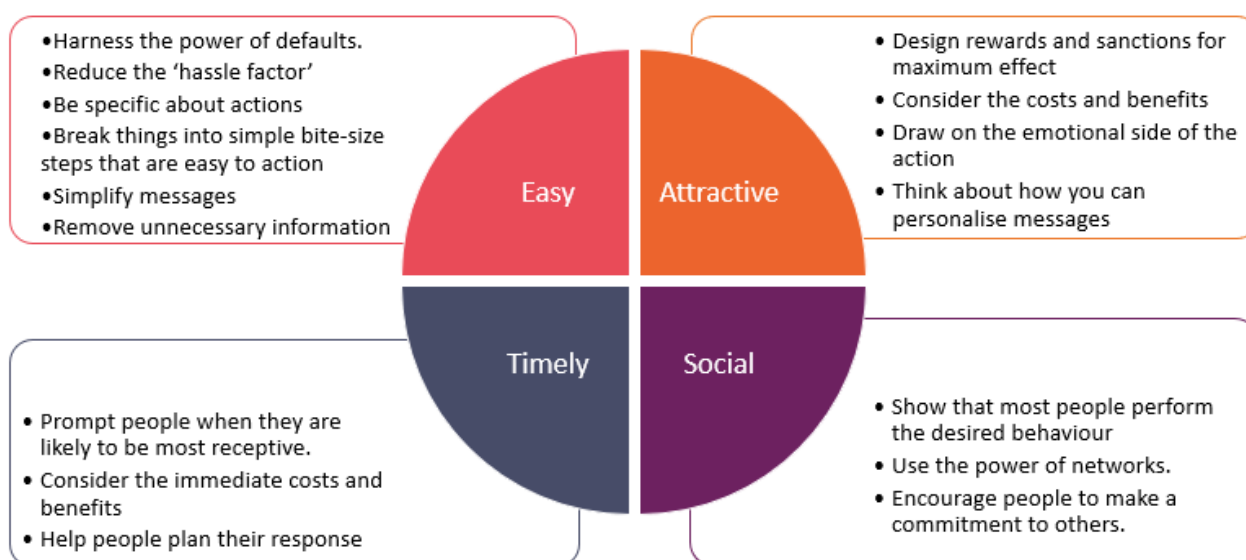 •Harness the power of defaults.
•Reduce the ‘hassle factor’
•Be specific about actions
•Break things into simple bite-size
steps that are easy to action
•Simplify messages
•Remove unnecessary information
• Design rewards and sanctions for
maximum effect
• Consider the costs and benefits
• Draw on the emotional side of the
action
• Think about how you can
personalise messages
Easy
Attractive
Timely
Social
• Prompt people when they are
likely to be most receptive.
• Consider the immediate costs and
benefits
• Help people plan their response
• Show that most people perform
the desired behaviour
• Use the power of networks.
• Encourage people to make a
commitment to others.